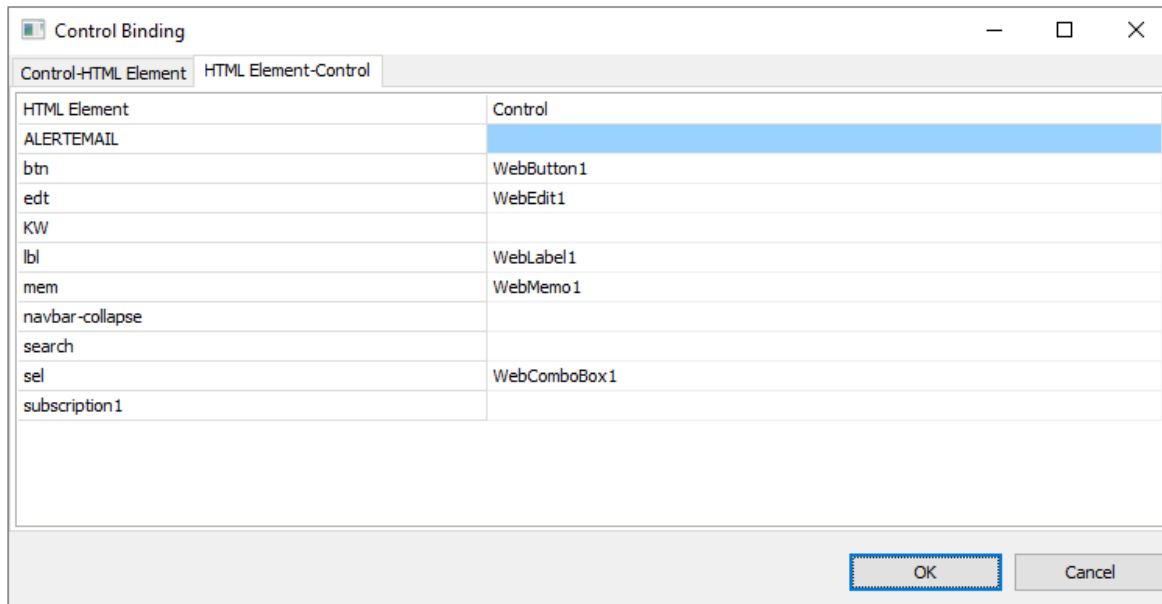 Control Binding
Control-HTML Element HTML Element-Control
HTML Element Control
ALERTEMAIL
btn WebButton1
edt WebEdit1
KW
lbl WebLabel1
mem WebMemo1
navbar-collapse
search
sel WebComboBox1
subscription1
OK Cancel